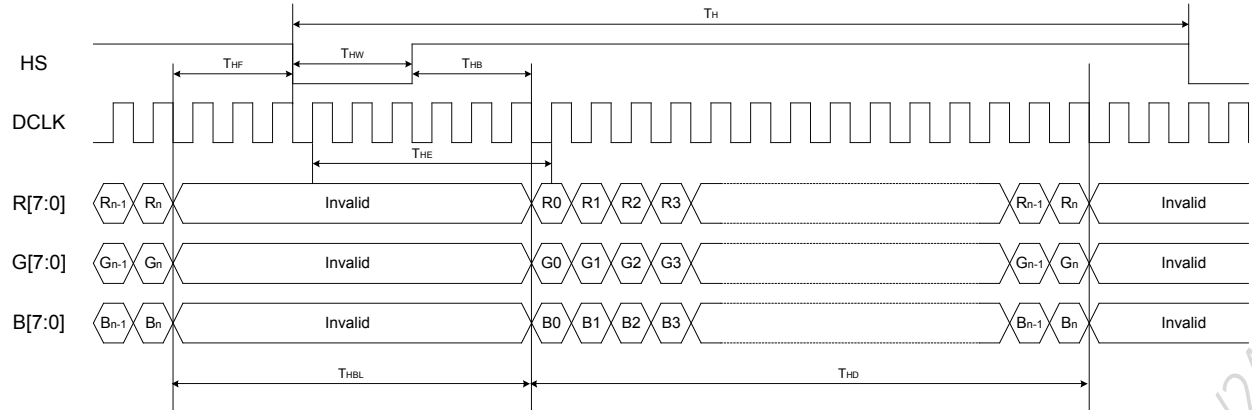 TH
HS
THF THW THB
DCLK
THE
R[7:0] Rn-1 Rn Invalid R0 R1 R2 R3 Rn-1 Rn Invalid
G[7:0] Gn-1 Gn Invalid G0 G1 G2 G3 Gn-1 Gn Invalid
B[7:0] Bn-1 Bn Invalid B0 B1 B2 B3 Bn-1 Bn Invalid
THBL THD